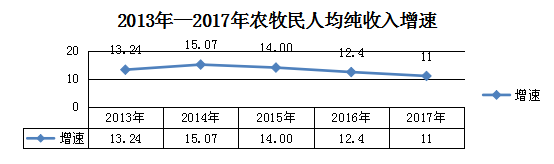 2013年—2017年农牧民人均纯收入增速
20
10
0
13.24 15.07 14.00 12.4 11
2013年 2014年 2015年 2016年 2017年
增速 13.24 15.07 14.00 12.4 11
增速